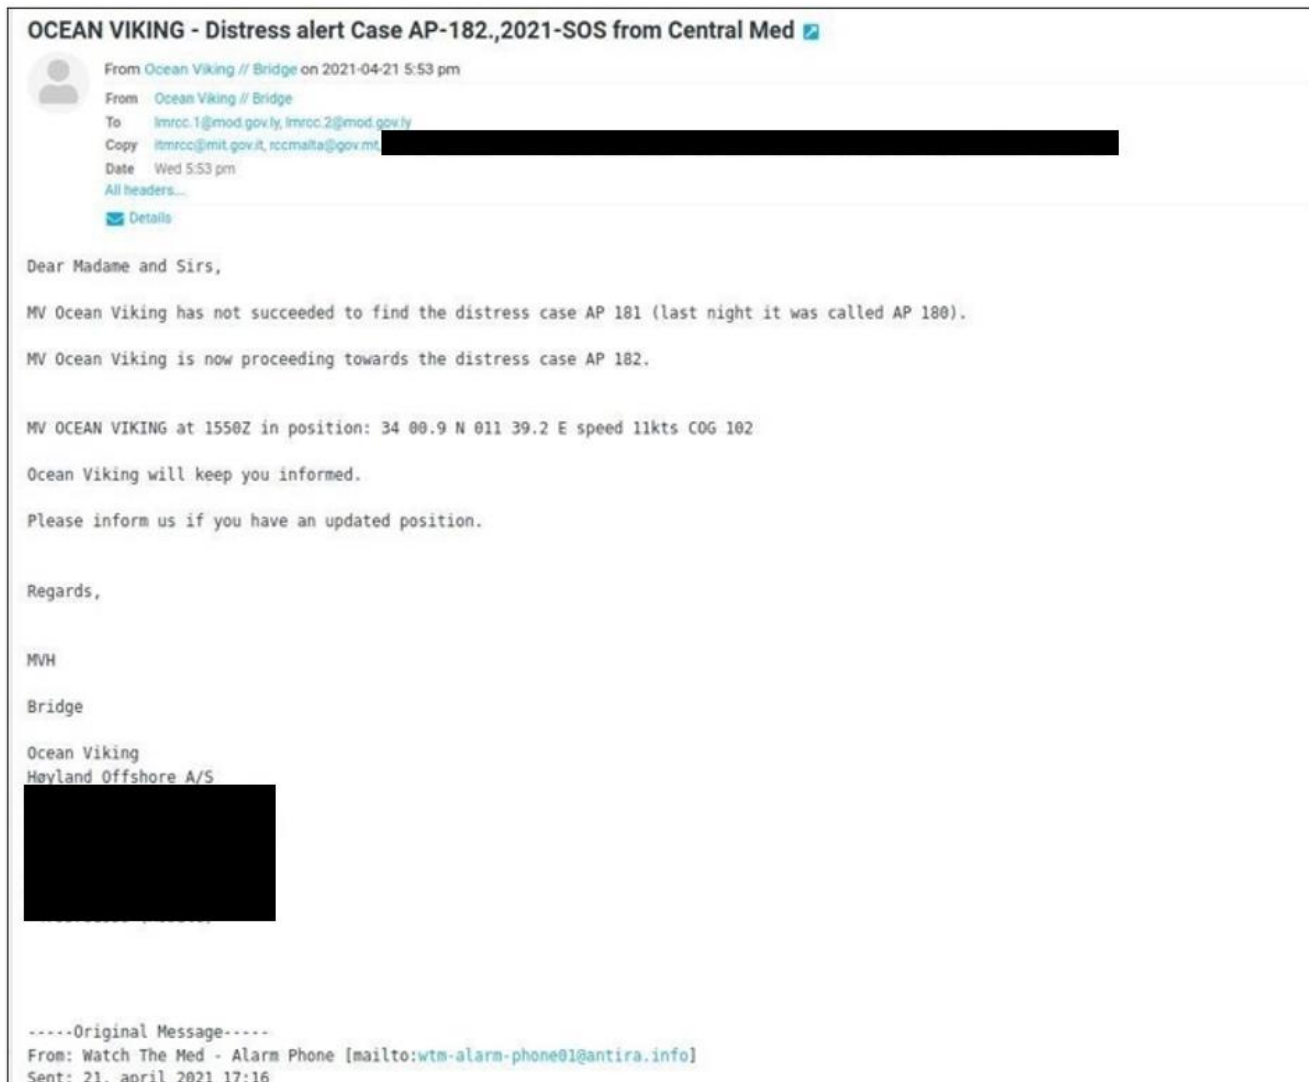 OCEAN VIKING - Distress alert Case AP-182.,2021-SOS from Central Med
From Ocean Viking // Bridge on 2021-04-21 5:53 pm
From Ocean Viking // Bridge
To lmrcc.1@mod.gov.ly, lmrcc.2@mod.gov.ly
Copy itmrcc@mit.gov.it, rccmalta@gov.mt,
Date Wed 5:53 pm
All headers...
Details
Dear Madame and Sirs,
MV Ocean Viking has not succeeded to find the distress case AP 181 (last night it was called AP 180).
MV Ocean Viking is now proceeding towards the distress case AP 182.
MV OCEAN VIKING at 1550Z in position: 34 00.9 N 011 39.2 E speed 11kts COG 102
Ocean Viking will keep you informed.
Please inform us if you have an updated position.
Regards,
MVH
Bridge
Ocean Viking
Høyland Offshore A/S
-----Original Message-----
From: Watch The Med - Alarm Phone [mailto:wtm-alarm-phone01@antira.info]
Sent: 21. april 2021 17:16